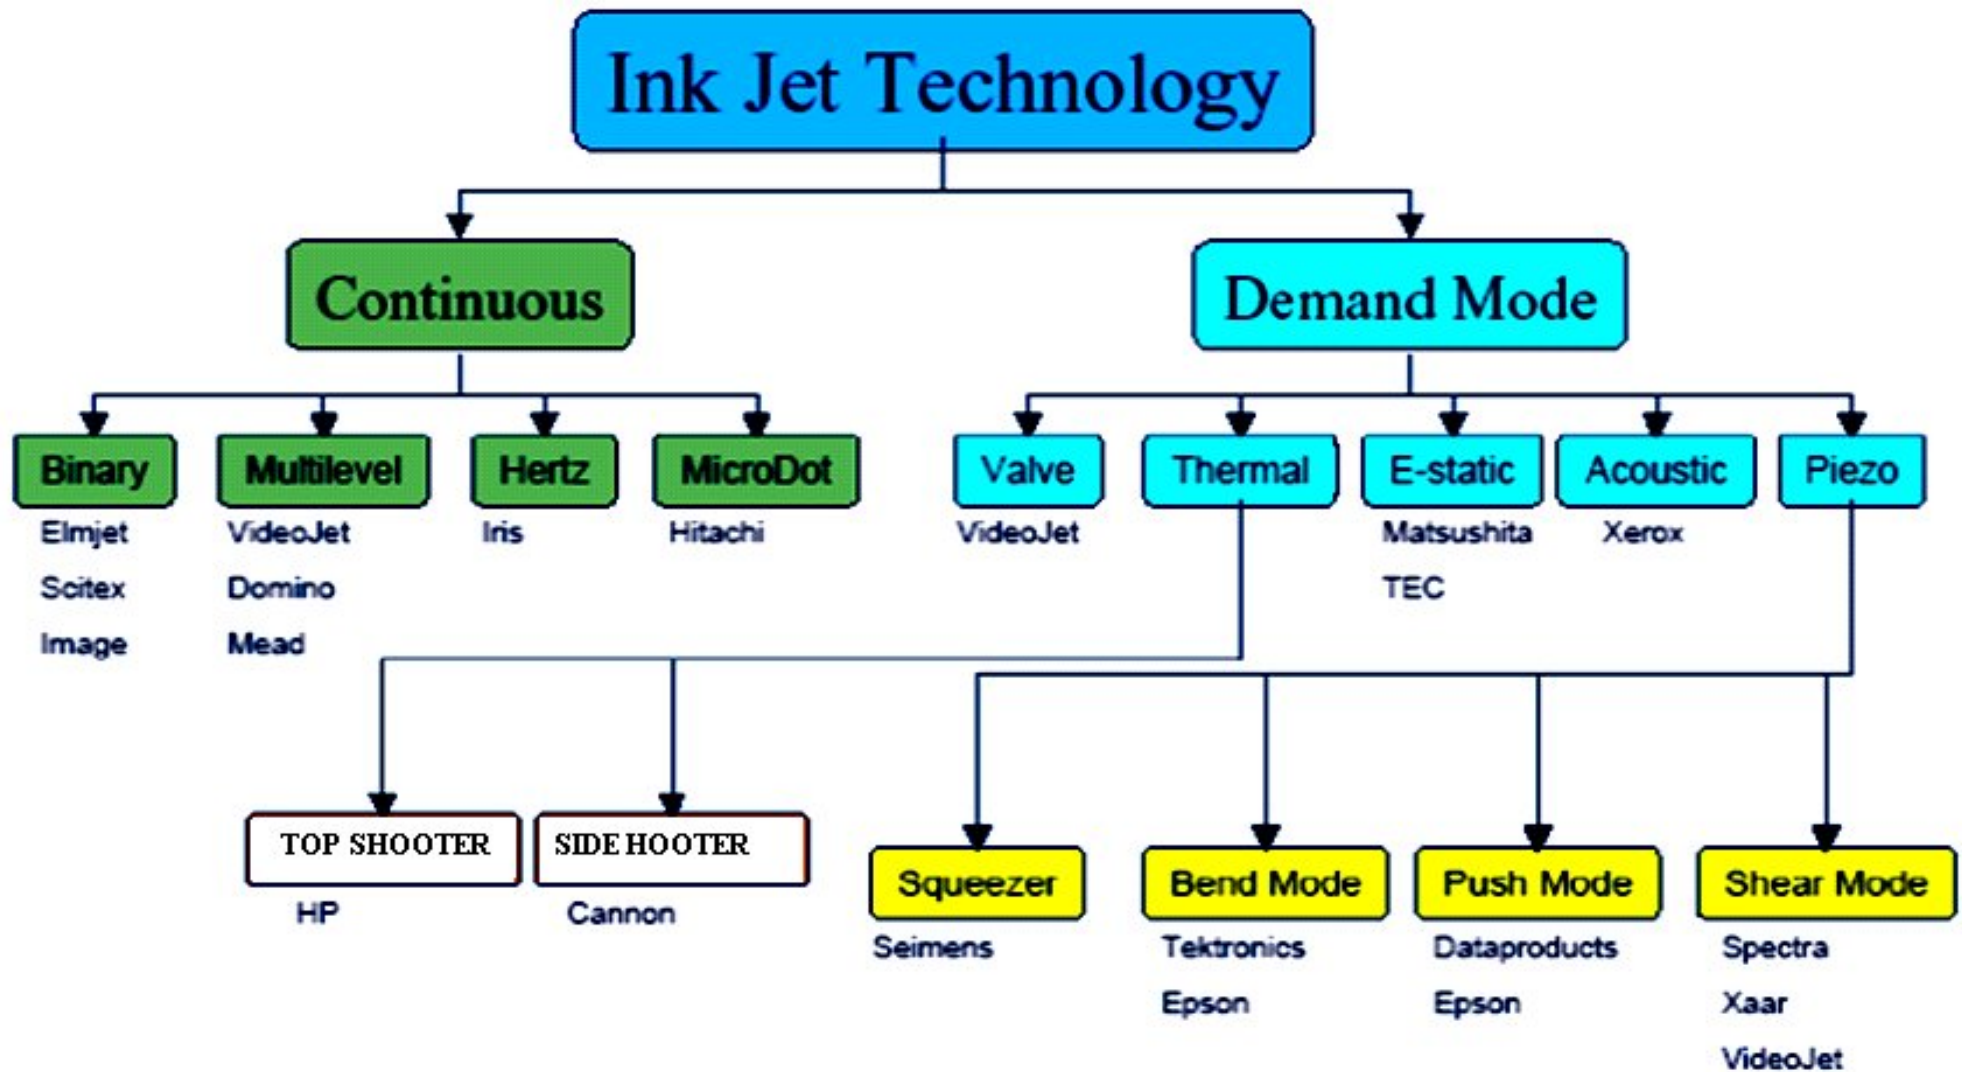 Ink Jet Technology
Continuous
Demand Mode
Binary
Multilevel
Hertz
MicroDot
Valve
Thermal
E-static
Acoustic
Piezo
Elmjet
VideoJet
Iris
Hitachi
VideoJet
Matsushita
Xerox
Scitex
Domino
TEC
Image
Mead
TOP SHOOTER
SIDE HOOTER
HP
Cannon
Squeezer
Bend Mode
Push Mode
Shear Mode
Seimens
Tektronics
Dataproducts
Spectra
Epson
Epson
Xaar
VideoJet